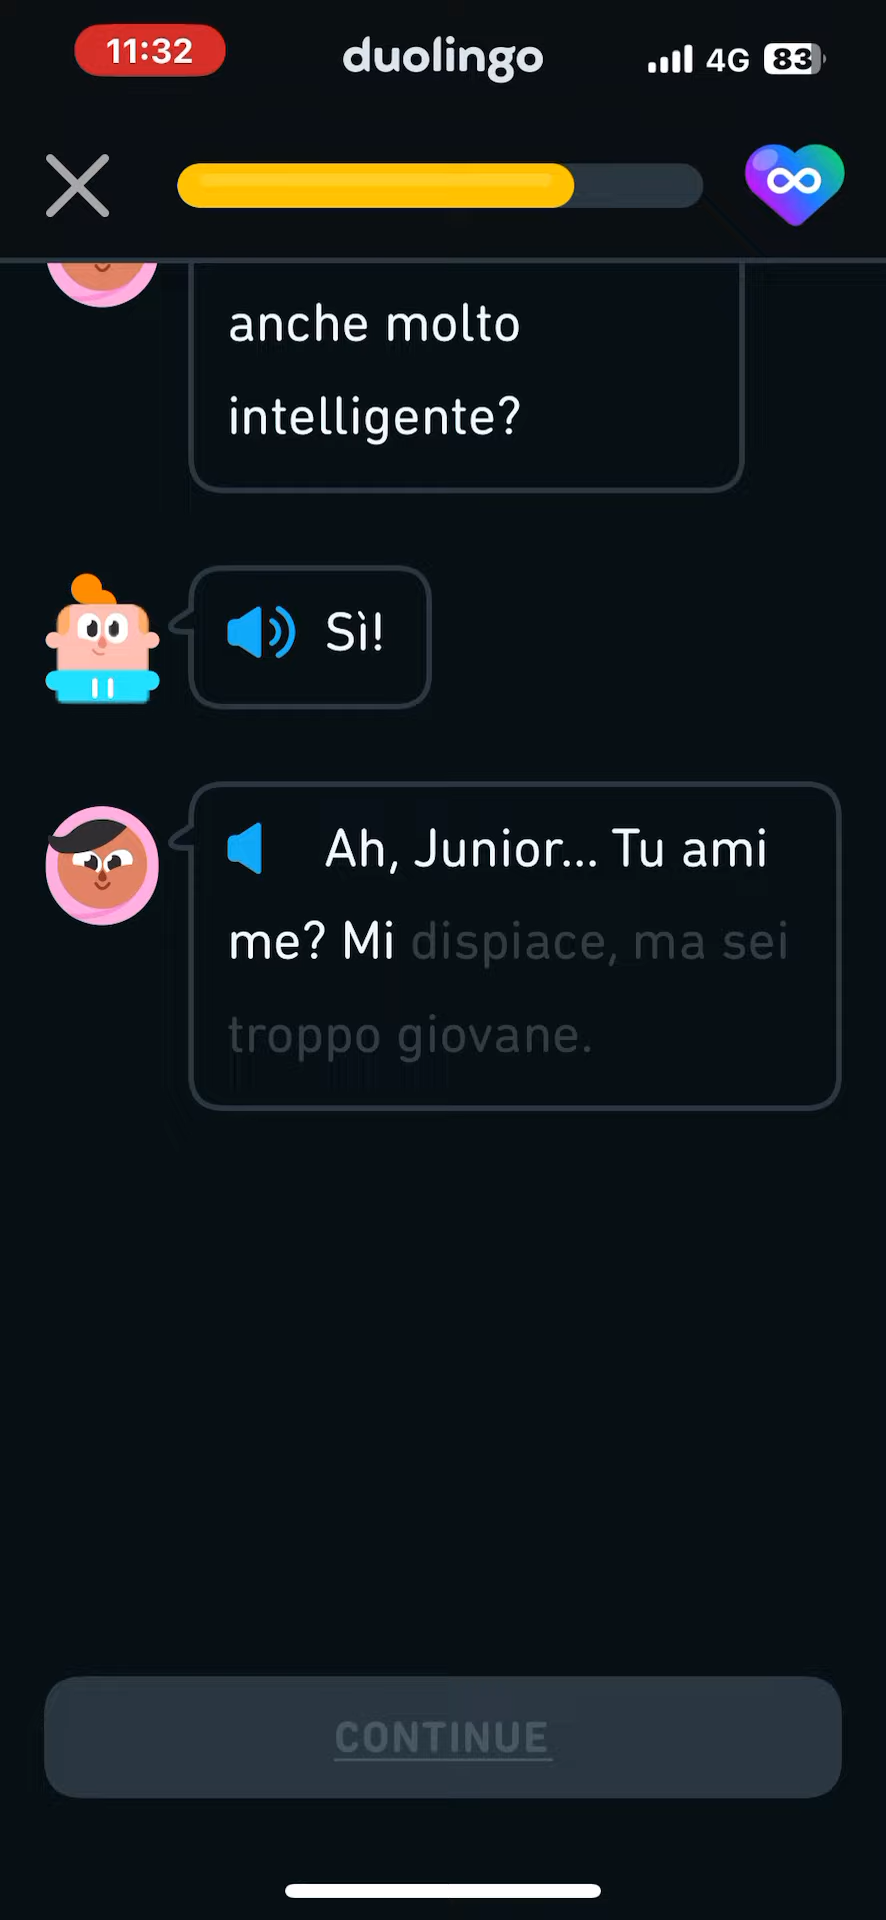 11:32 duolingo 4G 83
anche molto
intelligente?
Sì!
Ah, Junior... Tu ami
me? Mi dispiace, ma sei
troppo giovane.
CONTINUE